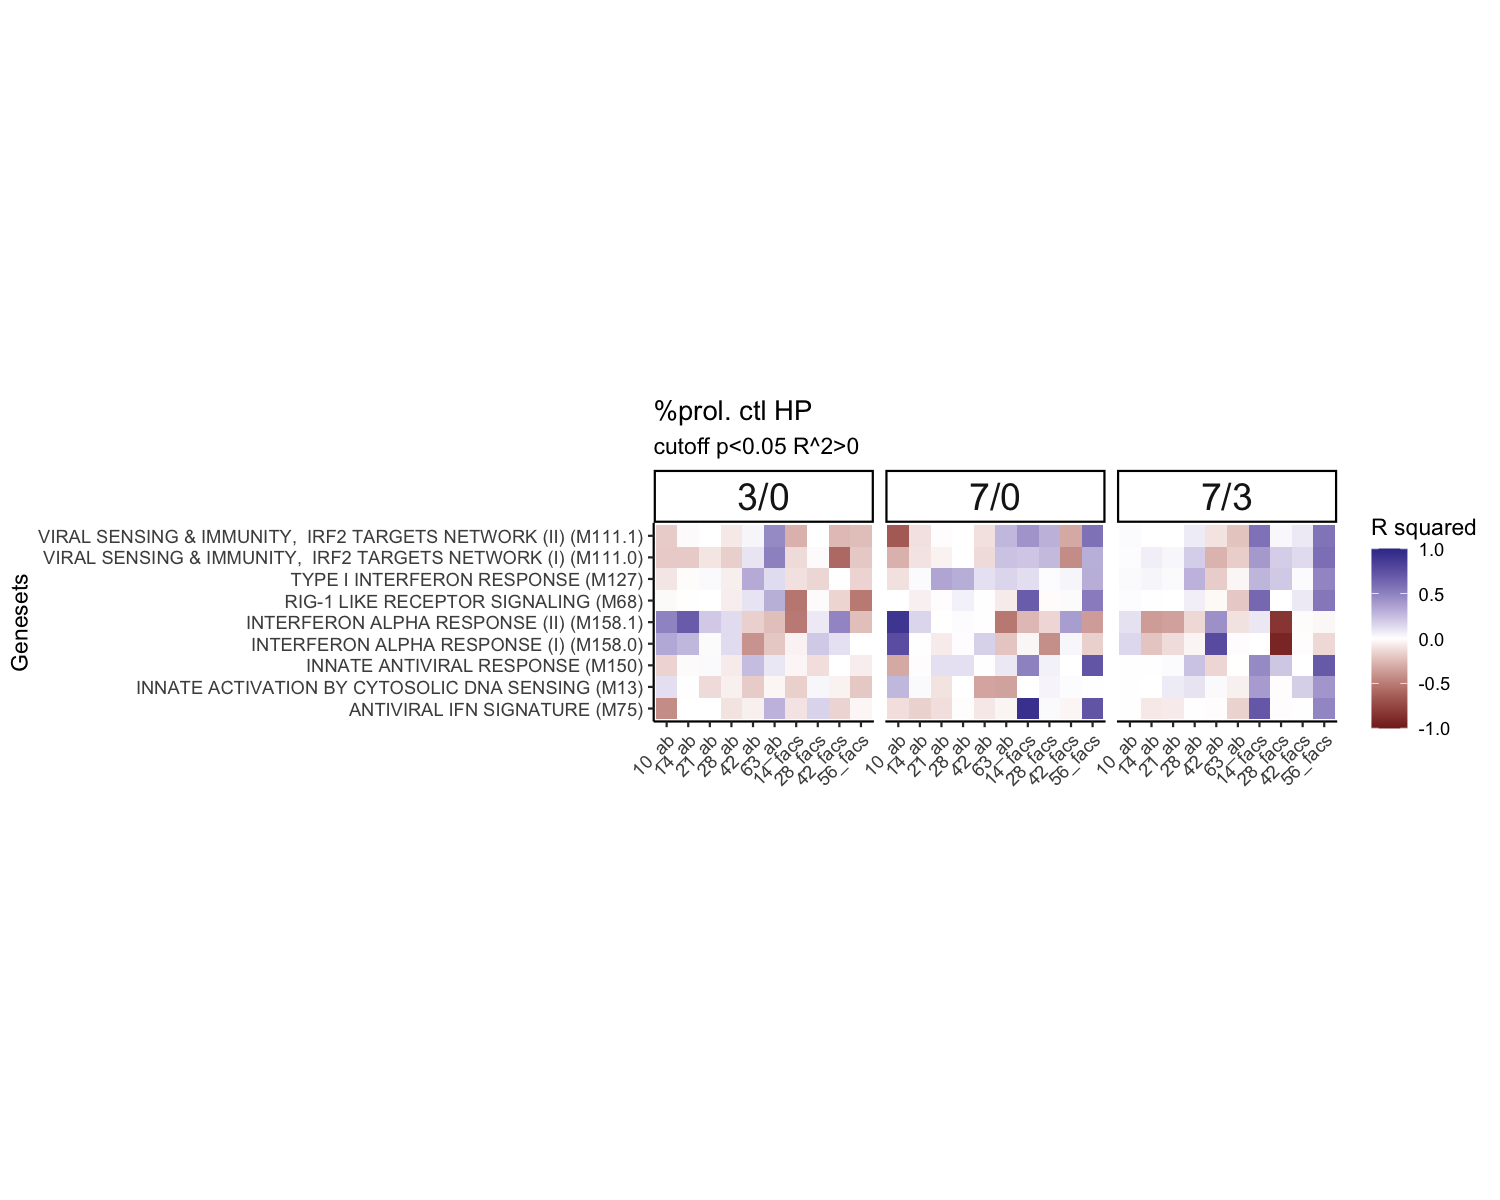 %prol. ctl HP
cutoff p<0.05 R^2>0
3/0 7/0 7/3
Genesets
VIRAL SENSING & IMMUNITY,  IRF2 TARGETS NETWORK (II) (M111.1)
VIRAL SENSING & IMMUNITY,  IRF2 TARGETS NETWORK (I) (M111.0)
TYPE I INTERFERON RESPONSE (M127)
RIG-1 LIKE RECEPTOR SIGNALING (M68)
INTERFERON ALPHA RESPONSE (II) (M158.1)
INTERFERON ALPHA RESPONSE (I) (M158.0)
INNATE ANTIVIRAL RESPONSE (M150)
INNATE ACTIVATION BY CYTOSOLIC DNA SENSING (M13)
ANTIVIRAL IFN SIGNATURE (M75)
10_ab 14_ab 21_ab 28_ab 42_ab 63_ab 14_facs 28_facs 42_facs 56_facs
10_ab 14_ab 21_ab 28_ab 42_ab 63_ab 14_facs 28_facs 42_facs 56_facs
10_ab 14_ab 21_ab 28_ab 42_ab 63_ab 14_facs 28_facs 42_facs 56_facs
R squared
1.0
0.5
0.0
-0.5
-1.0